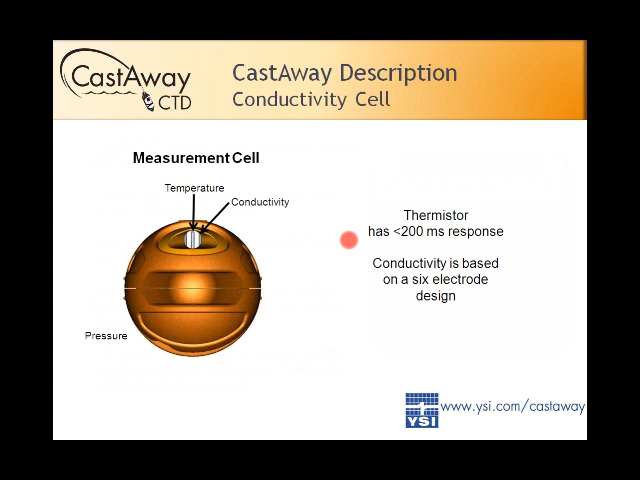 CastAway
CTD
CastAway Description
Conductivity Cell
Measurement Cell
Temperature
Conductivity
Pressure
Thermistor
has <200 ms response
Conductivity is based
on a six electrode
design
YSI
www.ysi.com/castaway